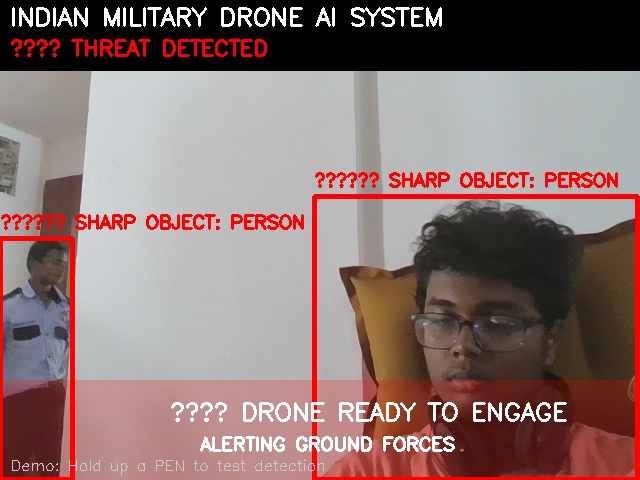 INDIAN MILITARY DRONE AI SYSTEM
???? THREAT DETECTED
?????? SHARP OBJECT: PERSON
?????? SHARP OBJECT: PERSON
???? DRONE READY TO ENGAGE
ALERTING GROUND FORCES
Demo: Hold up a PEN to test detection